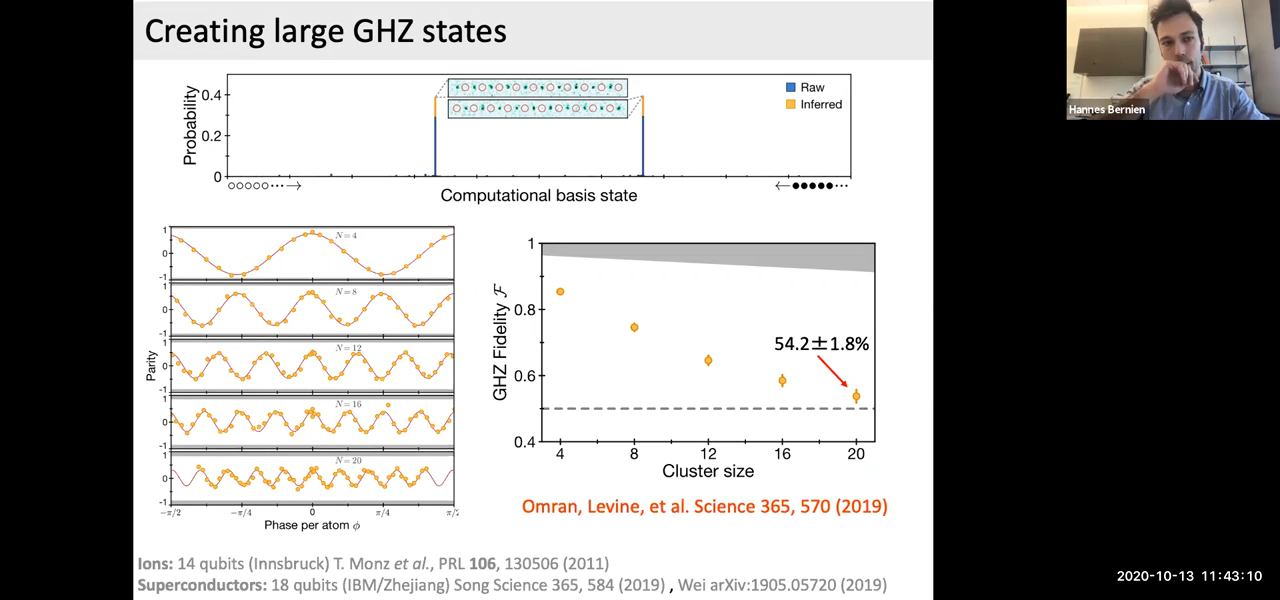 Creating large GHZ states
Hannes Bernien
Probability
0.4
0.2
0
Raw
Inferred
○○○○○···→
←●●●●●···
Computational basis state
Parity
1
0
-1
N = 4
1
0
-1
N = 8
1
0
-1
N = 12
1
0
-1
N = 16
1
0
-1
N = 20
−π/2
−π/4
0
π/4
π/2
Phase per atom ϕ
GHZ Fidelity ℱ
1
0.8
0.6
0.4
54.2±1.8%
4
8
12
16
20
Cluster size
Omran, Levine, et al. Science 365, 570 (2019)
Ions: 14 qubits (Innsbruck) T. Monz et al., PRL 106, 130506 (2011)
Superconductors: 18 qubits (IBM/Zhejiang) Song Science 365, 584 (2019) , Wei arXiv:1905.05720 (2019)
2020-10-13 11:43:10